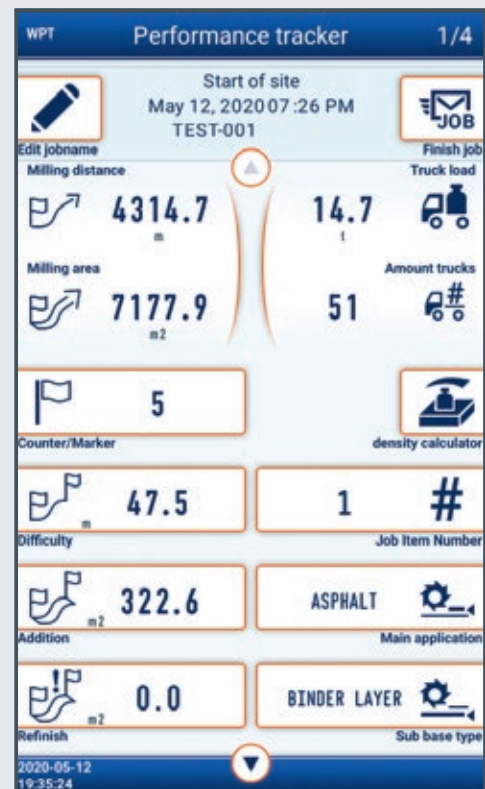 WPT Performance tracker 1/4
Start of site
May 12, 2020 07:26 PM
TEST-001
JOB
Edit jobname Finish job
Milling distance Truck load
4314.7 14.7
m t
Milling area Amount trucks
7177.9 51 #
m2
5
Counter/Marker density calculator
47.5 1 #
m
Difficulty Job Item Number
322.6 ASPHALT
m2
Addition Main application
! 0.0 BINDER LAYER
m2
Refinish Sub base type
2020-05-12
19:35:24